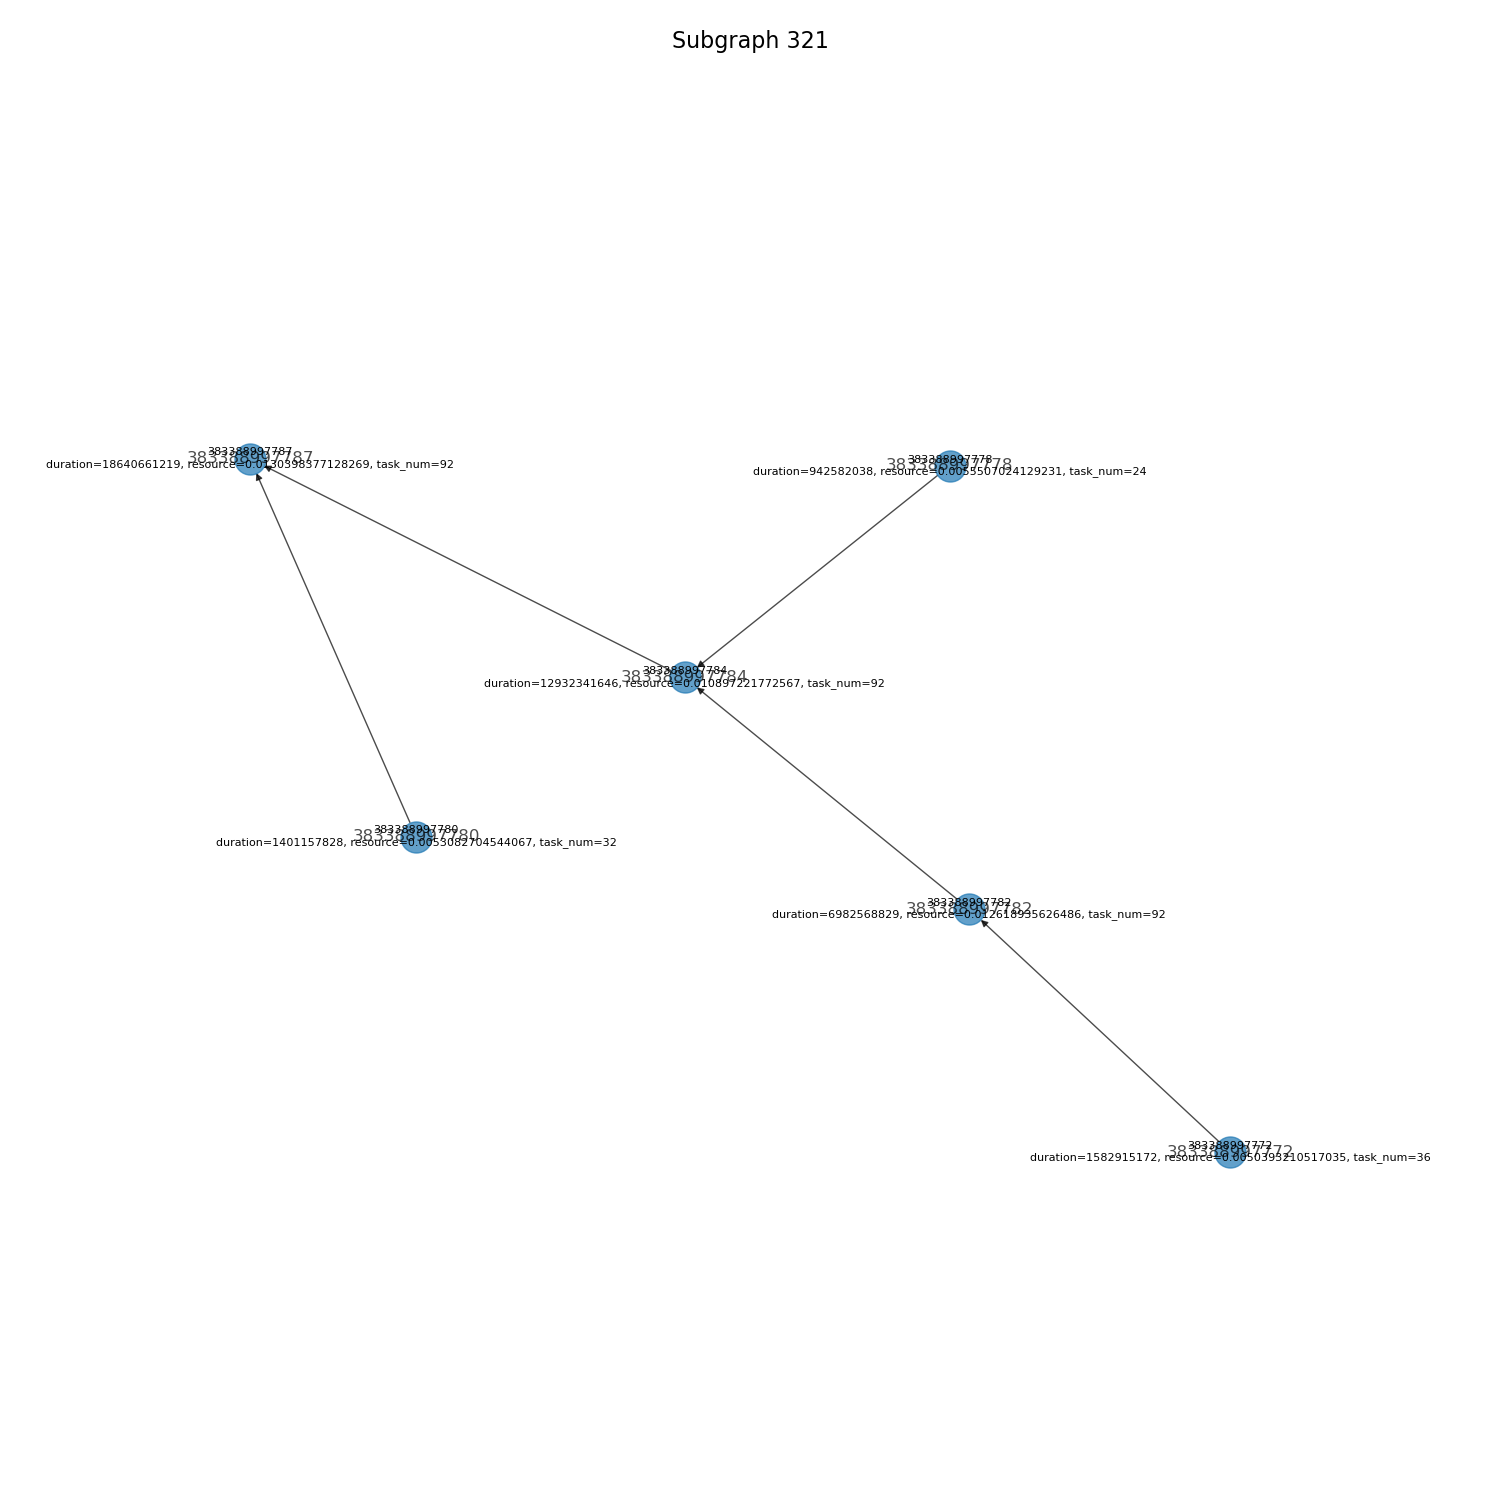 Subgraph 321
383388997787
383388997787
duration=18640661219, resource=0.0130398377128269, task_num=92
383388997778
383388997778
duration=942582038, resource=0.0055507024129231, task_num=24
383388997784
383388997784
duration=12932341646, resource=0.010897221772567, task_num=92
383388997780
383388997780
duration=1401157828, resource=0.0053082704544067, task_num=32
383388997782
383388997782
duration=6982568829, resource=0.012618935626486, task_num=92
383388997772
383388997772
duration=1582915172, resource=0.0050393210517035, task_num=36